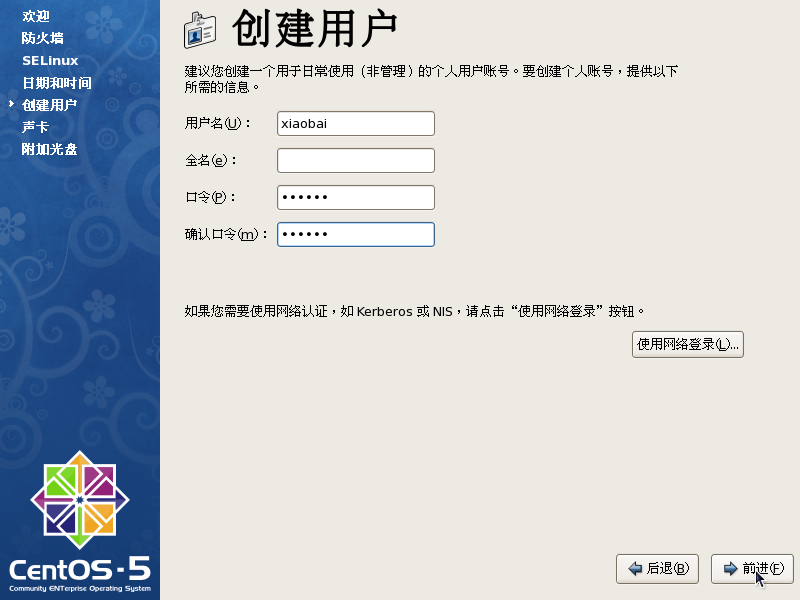 欢迎
防火墙
SELinux
日期和时间
创建用户
声卡
附加光盘
创建用户
建议您创建一个用于日常使用（非管理）的个人用户账号。要创建个人账号，提供以下
所需的信息。
用户名(U)： xiaobai
全名(e)：
口令(P)： ••••••
确认口令(m)： ••••••
如果您需要使用网络认证，如 Kerberos 或 NIS，请点击“使用网络登录”按钮。
使用网络登录(L)...
CentOS-5
Community ENTerprise Operating System
后退(B) 前进(F)